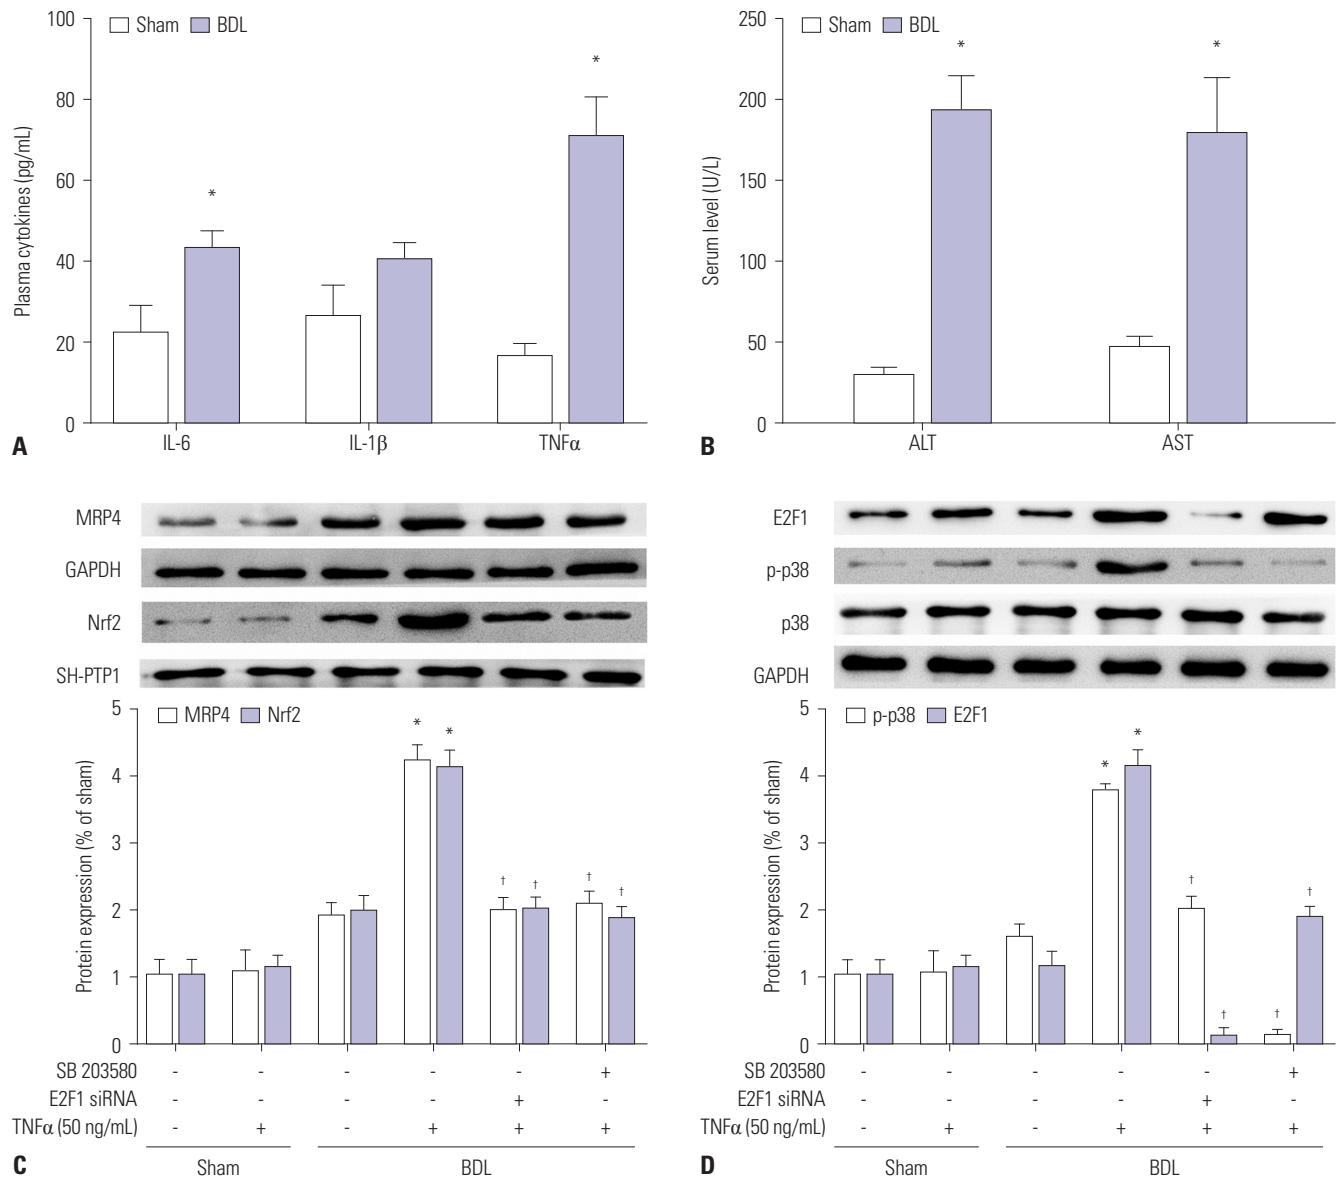 100
80
60
40
20
0
Plasma cytokines (pg/mL)
Sham BDL
*
*
IL-6 IL-1β TNFα
A
250
200
150
100
50
0
Serum level (U/L)
Sham BDL
* *
ALT AST
B
MRP4
GAPDH
Nrf2
SH-PTP1
5
4
3
2
1
0
Protein expression (% of sham)
MRP4 Nrf2
* *
† † † †
SB 203580 - - - - - +
E2F1 siRNA - - - - + -
TNFα (50 ng/mL) - + - + + +
Sham BDL
C
E2F1
p-p38
p38
GAPDH
5
4
3
2
1
0
Protein expression (% of sham)
p-p38 E2F1
* *
† † † †
SB 203580 - - - - - +
E2F1 siRNA - - - - + -
TNFα (50 ng/mL) - + - + + +
Sham BDL
D